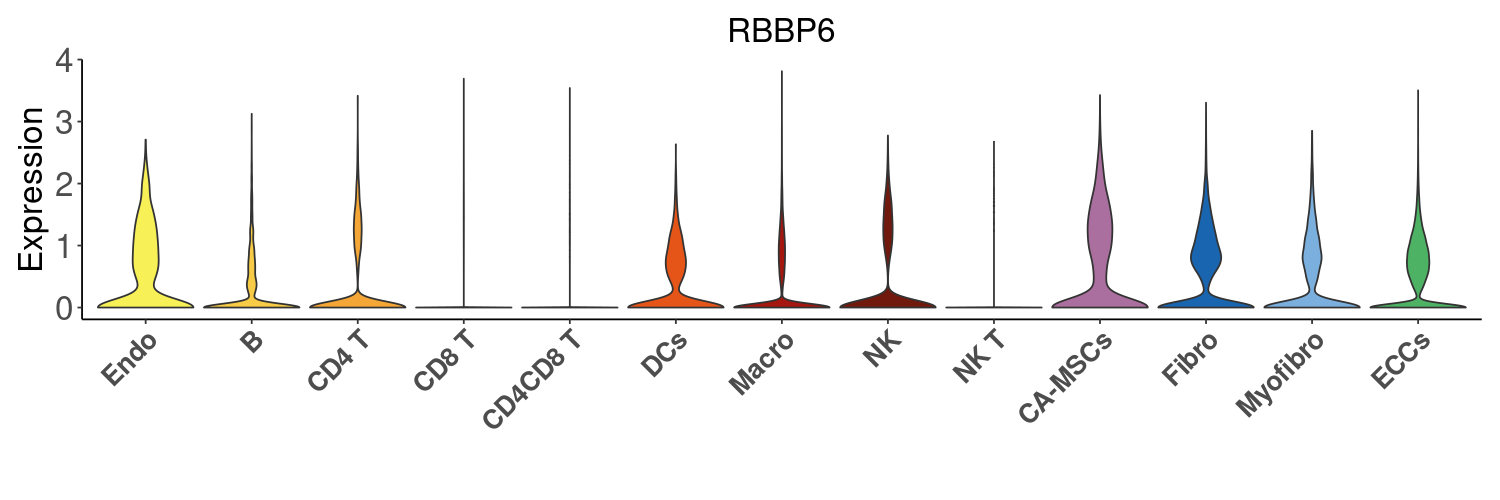 RBBP6
Expression
4
3
2
1
0
Endo
B
CD4 T
CD8 T
CD4CD8 T
DCs
Macro
NK
NK T
CA-MSCs
Fibro
Myofibro
ECCs